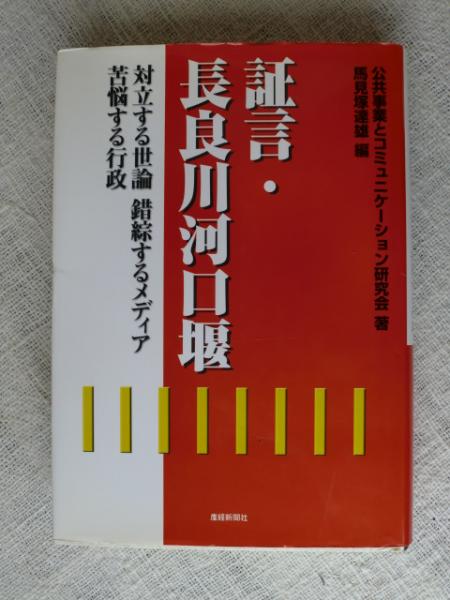 公共事業とコミュニケーション研究会 著
馬見塚達雄 編
証言・
長良川河口堰
対立する世論 錯綜するメディア
苦悩する行政
産経新聞社